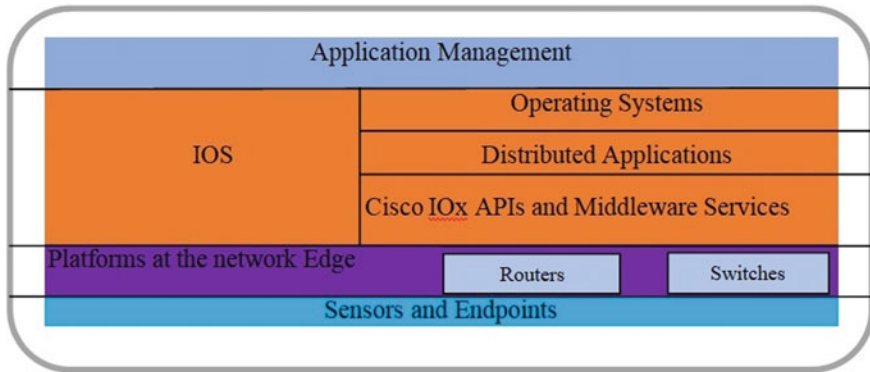 Application Management
IOS
Operating Systems
Distributed Applications
Cisco IOx APIs and Middleware Services
Platforms at the network Edge
Routers
Switches
Sensors and Endpoints